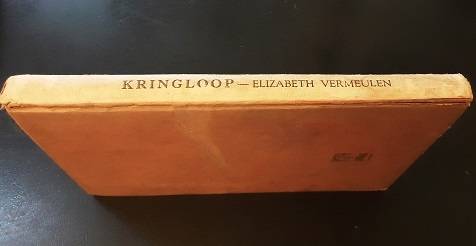 KRINGLOOP — ELIZABETH VERMEULEN